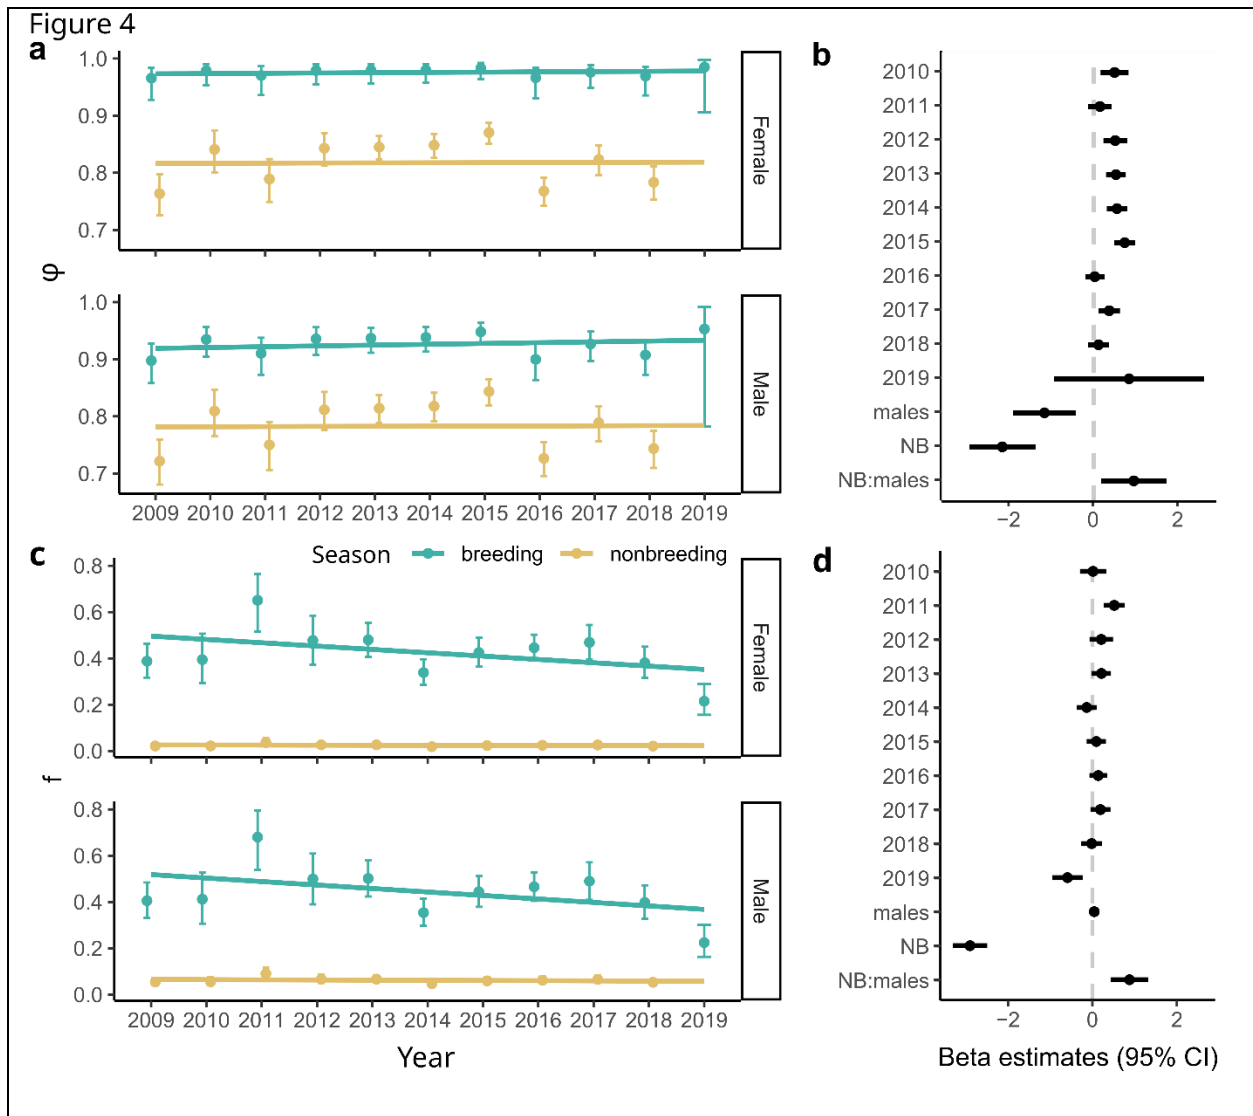 Figure 4
a
1.0
0.9
0.8
0.7
Female
φ
1.0
0.9
0.8
0.7
Male
2009 2010 2011 2012 2013 2014 2015 2016 2017 2018 2019
b
2010
2011
2012
2013
2014
2015
2016
2017
2018
2019
males
NB
NB:males
−2 0 2
Season breeding nonbreeding
c
0.8
0.6
0.4
0.2
0.0
Female
f
0.8
0.6
0.4
0.2
0.0
Male
2009 2010 2011 2012 2013 2014 2015 2016 2017 2018 2019
Year
d
2010
2011
2012
2013
2014
2015
2016
2017
2018
2019
males
NB
NB:males
−2 0 2
Beta estimates (95% CI)